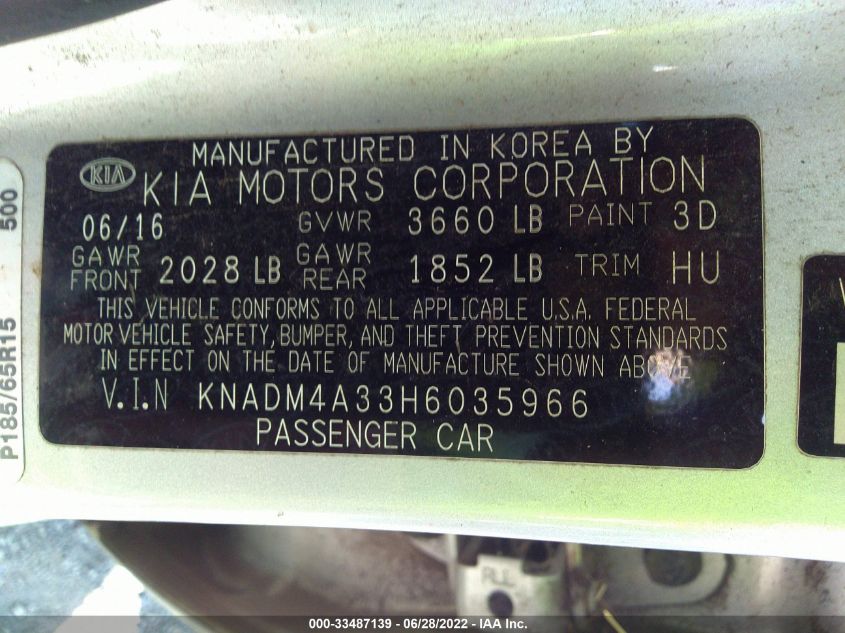 MANUFACTURED IN KOREA BY
KIA KIA MOTORS CORPORATION
06/16 GVWR 3660 LB PAINT 3D
GAWR FRONT 2028 LB GAWR REAR 1852 LB TRIM HU
THIS VEHICLE CONFORMS TO ALL APPLICABLE U.S.A. FEDERAL
MOTOR VEHICLE SAFETY, BUMPER, AND THEFT PREVENTION STANDARDS
IN EFFECT ON THE DATE OF MANUFACTURE SHOWN ABOVE
V.I.N KNADM4A33H6035966
PASSENGER CAR
P185/65R15 500
000-33487139 - 06/28/2022 - IAA Inc.